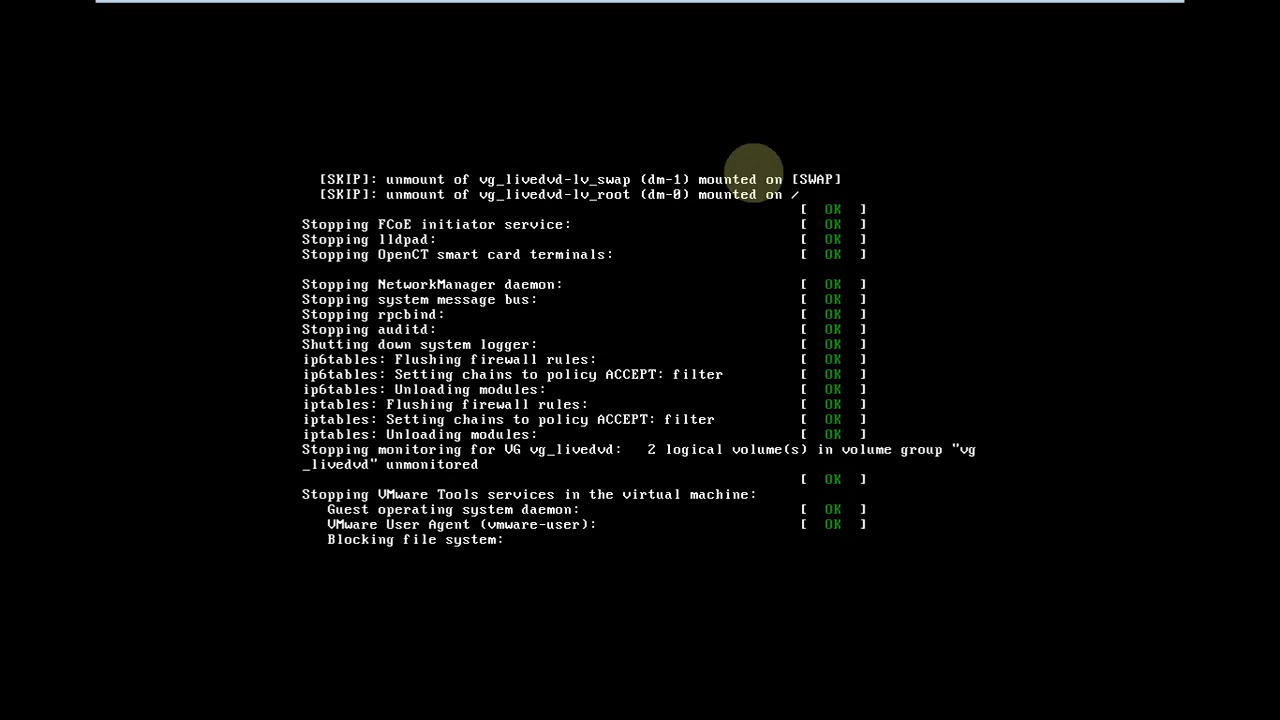 [SKIP]: unmount of vg_livedvd-lv_swap (dm-1) mounted on [SWAP]
[SKIP]: unmount of vg_livedvd-lv_root (dm-0) mounted on /
[ OK ]
Stopping FCoE initiator service: [ OK ]
Stopping lldpad: [ OK ]
Stopping OpenCT smart card terminals: [ OK ]
Stopping NetworkManager daemon: [ OK ]
Stopping system message bus: [ OK ]
Stopping rpcbind: [ OK ]
Stopping auditd: [ OK ]
Shutting down system logger: [ OK ]
ip6tables: Flushing firewall rules: [ OK ]
ip6tables: Setting chains to policy ACCEPT: filter [ OK ]
ip6tables: Unloading modules: [ OK ]
iptables: Flushing firewall rules: [ OK ]
iptables: Setting chains to policy ACCEPT: filter [ OK ]
iptables: Unloading modules: [ OK ]
Stopping monitoring for VG vg_livedvd: 2 logical volume(s) in volume group "vg
_livedvd" unmonitored
[ OK ]
Stopping VMware Tools services in the virtual machine:
Guest operating system daemon: [ OK ]
VMware User Agent (vmware-user): [ OK ]
Blocking file system: